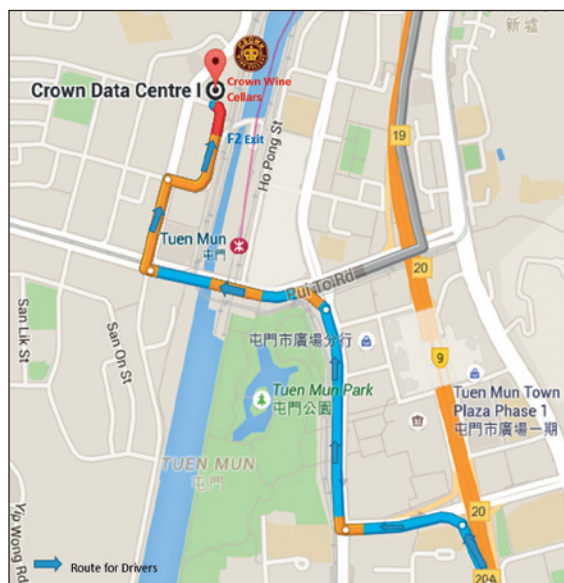 新墟
CROWN
Crown Data Centre I
Crown Wine
Cellars
F2 Exit
Ho Pong St
19
Tuen Mun
屯門
20
Pui To Rd
San Lik St
San On St
屯門市廣場分行
9
Tuen Mun Park
屯門公園
Tuen Mun Town
Plaza Phase 1
屯門市廣場一期
TUEN MUN
屯門
Yip Wong Rd
20
Route for Drivers
20A